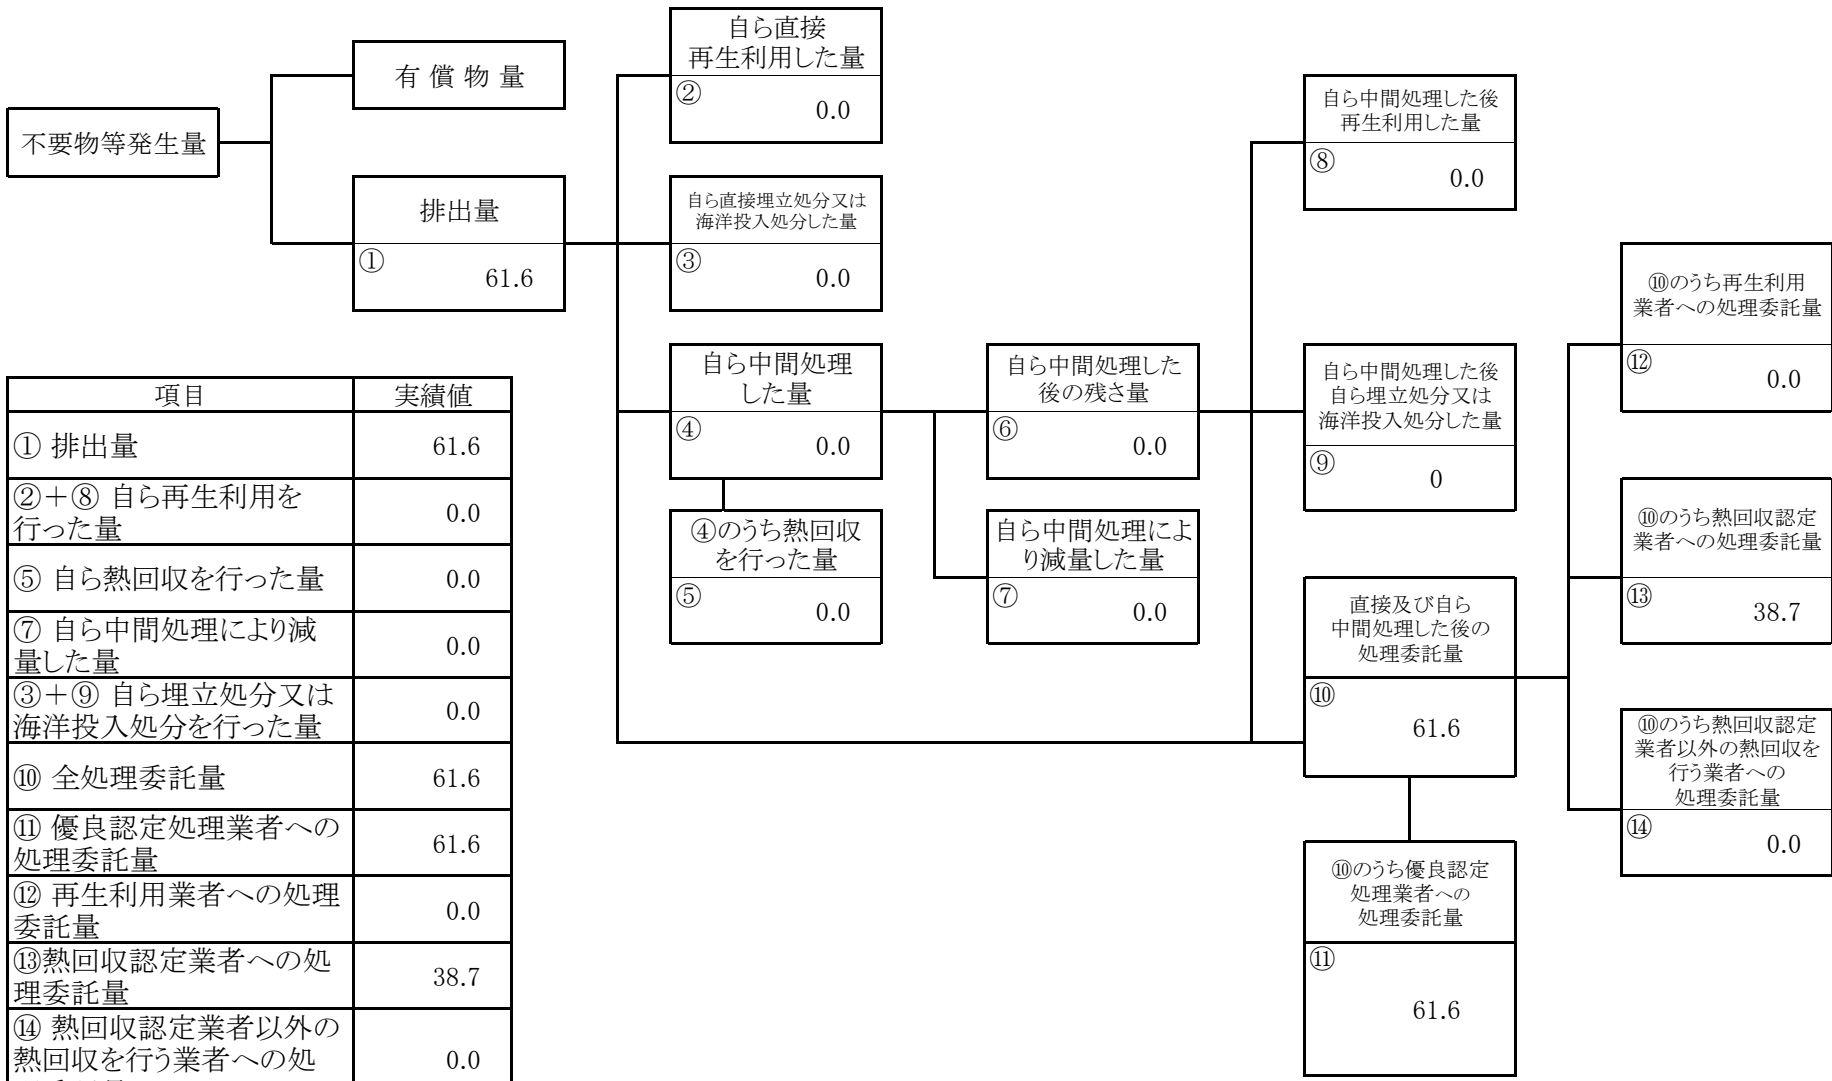 不要物等発生量
有 償 物 量
排出量
①
61.6
自ら直接
再生利用した量
②
0.0
自ら直接埋立処分又は
海洋投入処分した量
③
0.0
自ら中間処理
した量
④
0.0
④のうち熱回収
を行った量
⑤
0.0
自ら中間処理した
後の残さ量
⑥
0.0
自ら中間処理によ
り減量した量
⑦
0.0
自ら中間処理した後
再生利用した量
⑧
0.0
自ら中間処理した後
自ら埋立処分又は
海洋投入処分した量
⑨
0
直接及び自ら
中間処理した後の
処理委託量
⑩
61.6
⑩のうち優良認定
処理業者への
処理委託量
⑪
61.6
⑩のうち再生利用
業者への処理委託量
⑫
0.0
⑩のうち熱回収認定
業者への処理委託量
⑬
38.7
⑩のうち熱回収認定
業者以外の熱回収を
行う業者への
処理委託量
⑭
0.0
項目 実績値
① 排出量 61.6
②＋⑧ 自ら再生利用を
行った量 0.0
⑤ 自ら熱回収を行った量 0.0
⑦ 自ら中間処理により減
量した量 0.0
③＋⑨ 自ら埋立処分又は
海洋投入処分を行った量 0.0
⑩ 全処理委託量 61.6
⑪ 優良認定処理業者への
処理委託量 61.6
⑫ 再生利用業者への処理
委託量 0.0
⑬熱回収認定業者への処
理委託量 38.7
⑭ 熱回収認定業者以外の
熱回収を行う業者への処 0.0